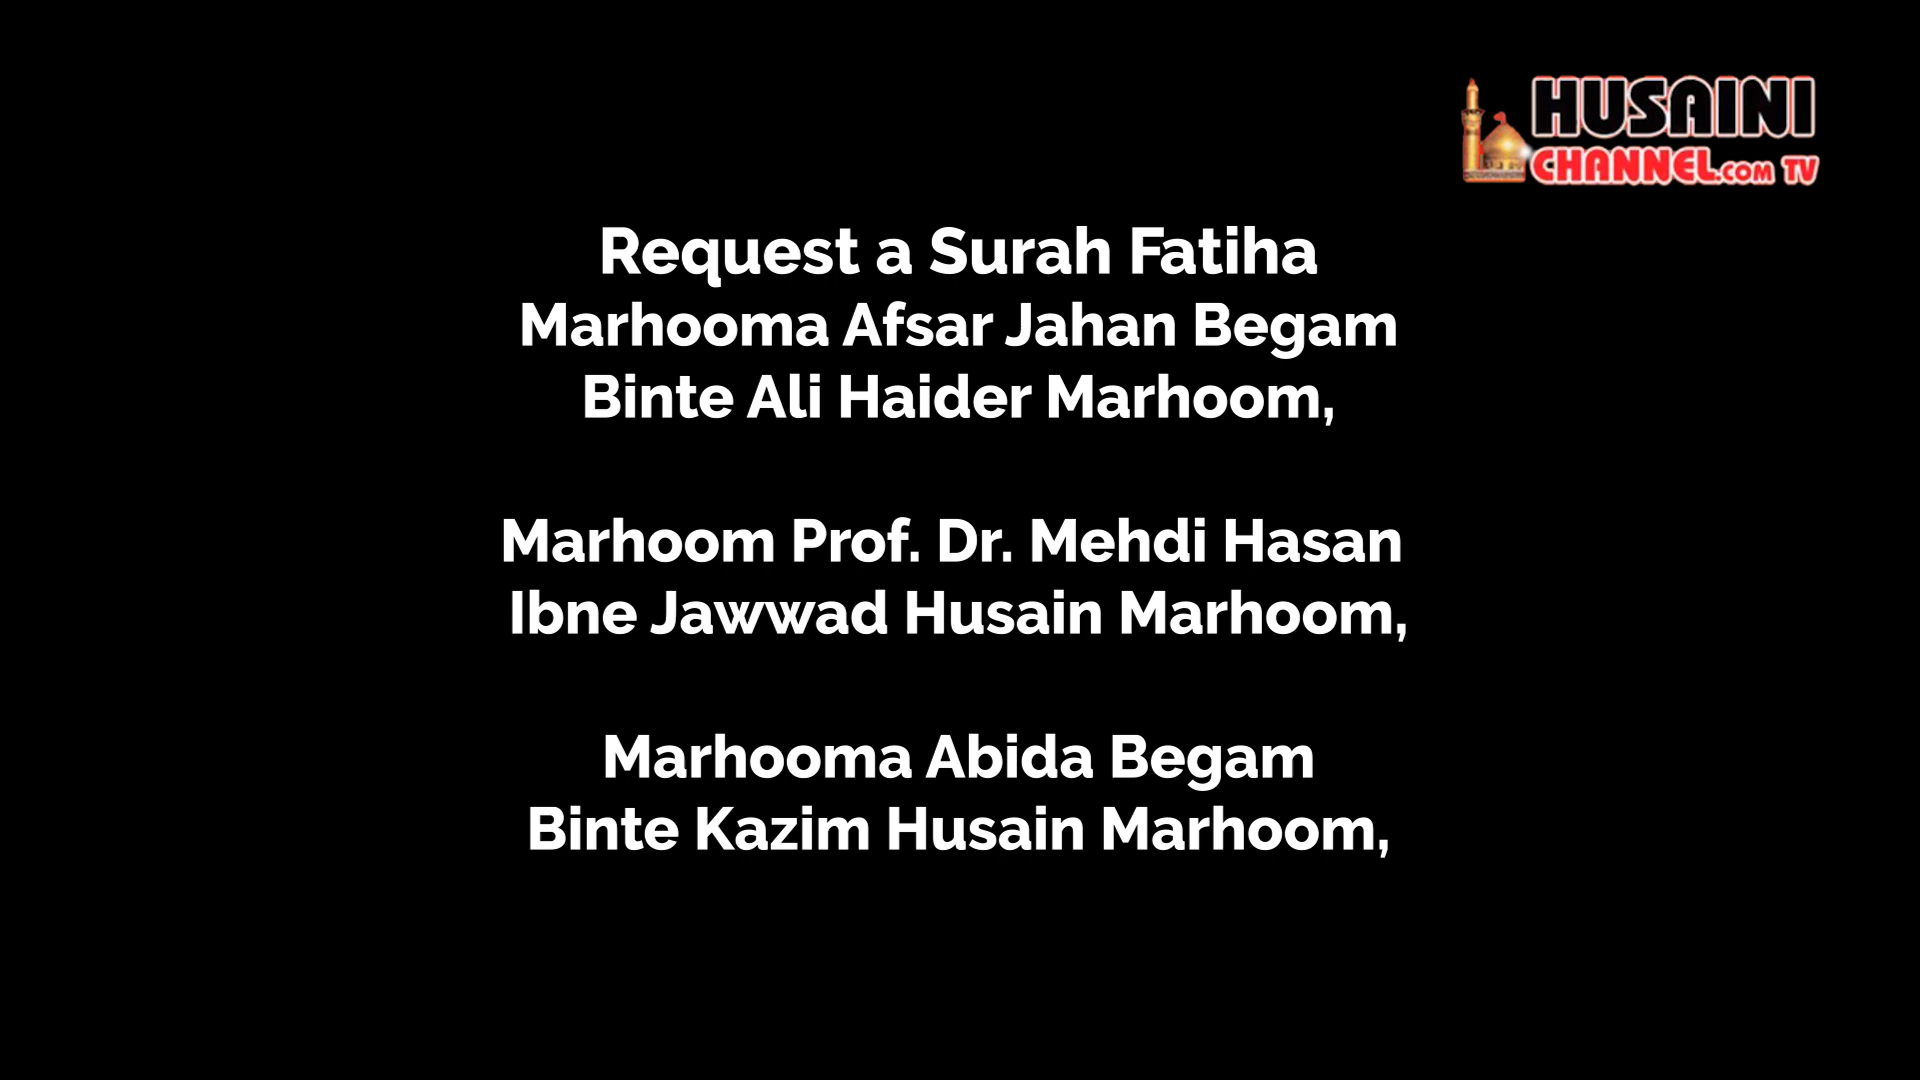 HUSAINI
CHANNEL.COM TV
Request a Surah Fatiha
Marhooma Afsar Jahan Begam
Binte Ali Haider Marhoom,
Marhoom Prof. Dr. Mehdi Hasan
Ibne Jawwad Husain Marhoom,
Marhooma Abida Begam
Binte Kazim Husain Marhoom,